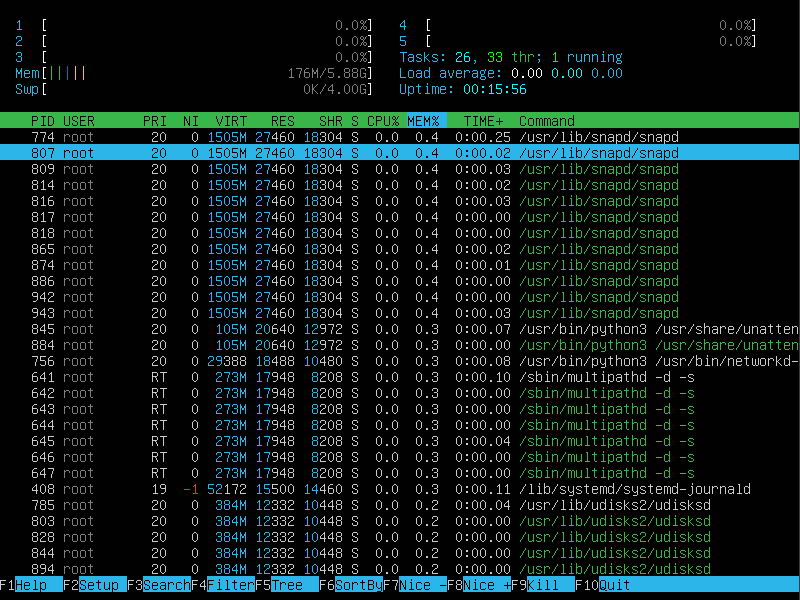 1 [ 0.0%] 4 [ 0.0%]
2 [ 0.0%] 5 [ 0.0%]
3 [ 0.0%] Tasks: 26, 33 thr; 1 running
Mem[||||| 176M/5.88G] Load average: 0.00 0.00 0.00
Swp[ 0K/4.00G] Uptime: 00:15:56
PID USER PRI NI VIRT RES SHR S CPU% MEM% TIME+ Command
774 root 20 0 1505M 27460 18304 S 0.0 0.4 0:00.25 /usr/lib/snapd/snapd
807 root 20 0 1505M 27460 18304 S 0.0 0.4 0:00.02 /usr/lib/snapd/snapd
809 root 20 0 1505M 27460 18304 S 0.0 0.4 0:00.03 /usr/lib/snapd/snapd
814 root 20 0 1505M 27460 18304 S 0.0 0.4 0:00.02 /usr/lib/snapd/snapd
816 root 20 0 1505M 27460 18304 S 0.0 0.4 0:00.03 /usr/lib/snapd/snapd
817 root 20 0 1505M 27460 18304 S 0.0 0.4 0:00.00 /usr/lib/snapd/snapd
818 root 20 0 1505M 27460 18304 S 0.0 0.4 0:00.00 /usr/lib/snapd/snapd
865 root 20 0 1505M 27460 18304 S 0.0 0.4 0:00.02 /usr/lib/snapd/snapd
874 root 20 0 1505M 27460 18304 S 0.0 0.4 0:00.01 /usr/lib/snapd/snapd
886 root 20 0 1505M 27460 18304 S 0.0 0.4 0:00.00 /usr/lib/snapd/snapd
942 root 20 0 1505M 27460 18304 S 0.0 0.4 0:00.00 /usr/lib/snapd/snapd
943 root 20 0 1505M 27460 18304 S 0.0 0.4 0:00.03 /usr/lib/snapd/snapd
845 root 20 0 105M 20640 12972 S 0.0 0.3 0:00.07 /usr/bin/python3 /usr/share/unatten
884 root 20 0 105M 20640 12972 S 0.0 0.3 0:00.00 /usr/bin/python3 /usr/share/unatten
756 root 20 0 29388 18488 10480 S 0.0 0.3 0:00.08 /usr/bin/python3 /usr/bin/networkd-
641 root RT 0 273M 17948 8208 S 0.0 0.3 0:00.10 /sbin/multipathd -d -s
642 root RT 0 273M 17948 8208 S 0.0 0.3 0:00.00 /sbin/multipathd -d -s
643 root RT 0 273M 17948 8208 S 0.0 0.3 0:00.00 /sbin/multipathd -d -s
644 root RT 0 273M 17948 8208 S 0.0 0.3 0:00.00 /sbin/multipathd -d -s
645 root RT 0 273M 17948 8208 S 0.0 0.3 0:00.04 /sbin/multipathd -d -s
646 root RT 0 273M 17948 8208 S 0.0 0.3 0:00.00 /sbin/multipathd -d -s
647 root RT 0 273M 17948 8208 S 0.0 0.3 0:00.00 /sbin/multipathd -d -s
408 root 19 -1 52172 15500 14460 S 0.0 0.3 0:00.11 /lib/systemd/systemd-journald
785 root 20 0 384M 12332 10448 S 0.0 0.2 0:00.04 /usr/lib/udisks2/udisksd
803 root 20 0 384M 12332 10448 S 0.0 0.2 0:00.00 /usr/lib/udisks2/udisksd
828 root 20 0 384M 12332 10448 S 0.0 0.2 0:00.00 /usr/lib/udisks2/udisksd
844 root 20 0 384M 12332 10448 S 0.0 0.2 0:00.00 /usr/lib/udisks2/udisksd
894 root 20 0 384M 12332 10448 S 0.0 0.2 0:00.00 /usr/lib/udisks2/udisksd
F1Help F2Setup F3SearchF4FilterF5Tree F6SortByF7Nice -F8Nice +F9Kill F10Quit